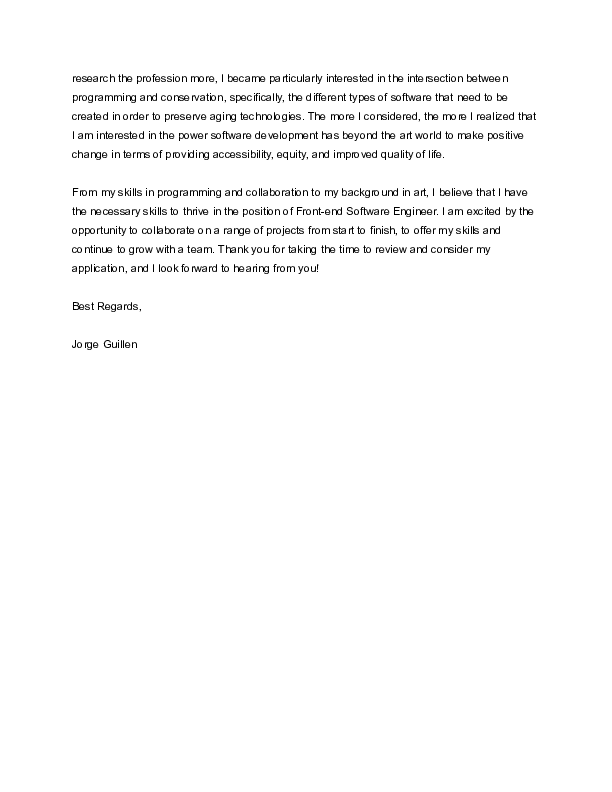 research the profession more, I became particularly interested in the intersection between
programming and conservation, specifically, the different types of software that need to be
created in order to preserve aging technologies. The more I considered, the more I realized that
I am interested in the power software development has beyond the art world to make positive
change in terms of providing accessibility, equity, and improved quality of life.
From my skills in programming and collaboration to my background in art, I believe that I have
the necessary skills to thrive in the position of Front-end Software Engineer. I am excited by the
opportunity to collaborate on a range of projects from start to finish, to offer my skills and
continue to grow with a team. Thank you for taking the time to review and consider my
application, and I look forward to hearing from you!
Best Regards,
Jorge Guillen